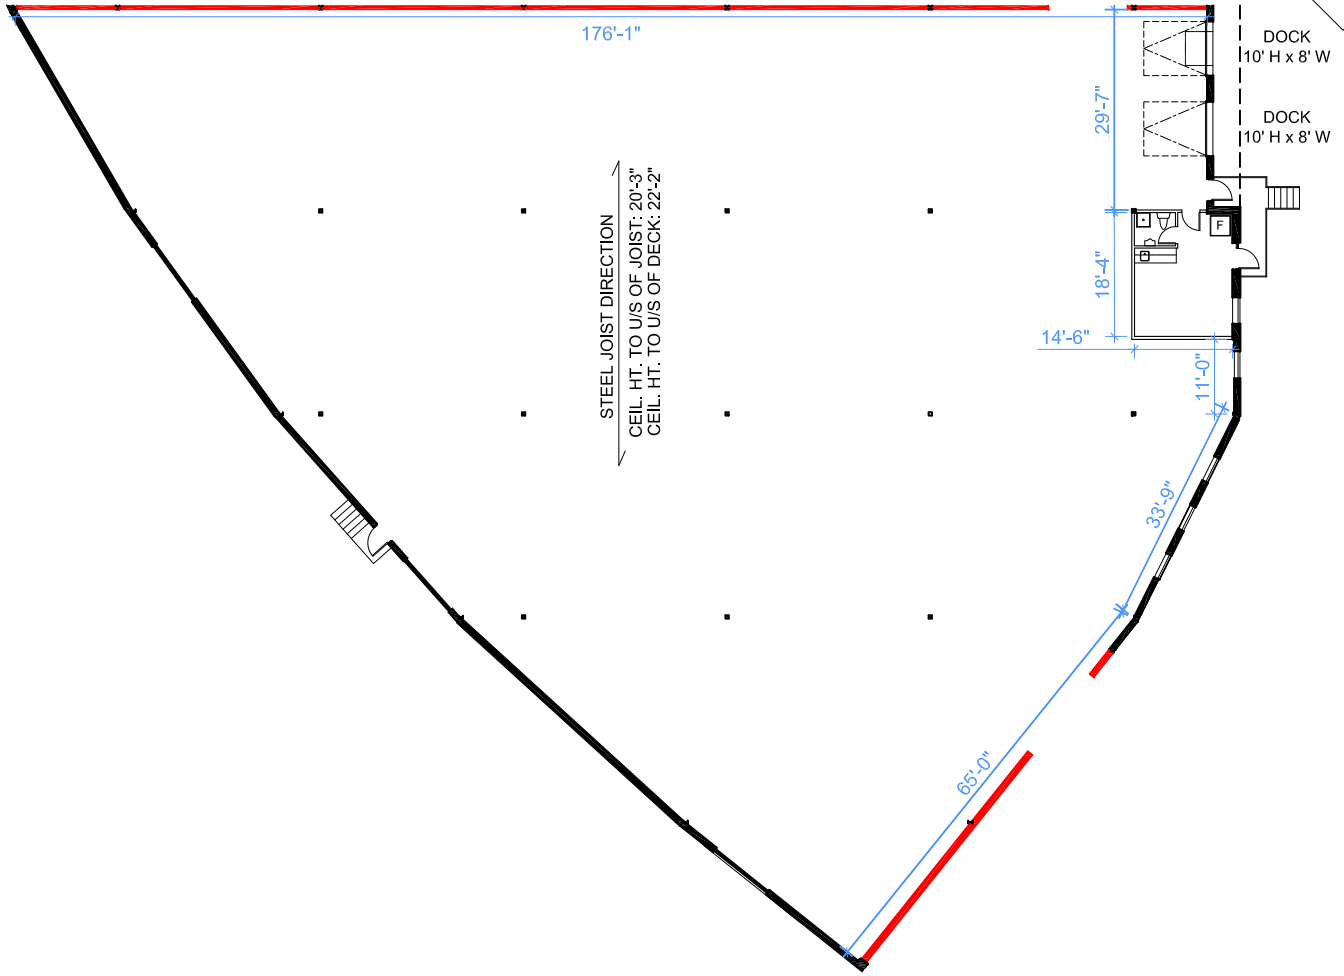 176'-1"
DOCK
10' H x 8' W
29'-7"
DOCK
10' H x 8' W
STEEL JOIST DIRECTION
CEIL. HT. TO U/S OF JOIST: 20'-3"
CEIL. HT. TO U/S OF DECK: 22'-2"
F
18'-4"
14'-6"
11'-0"
33'-9"
65'-0"